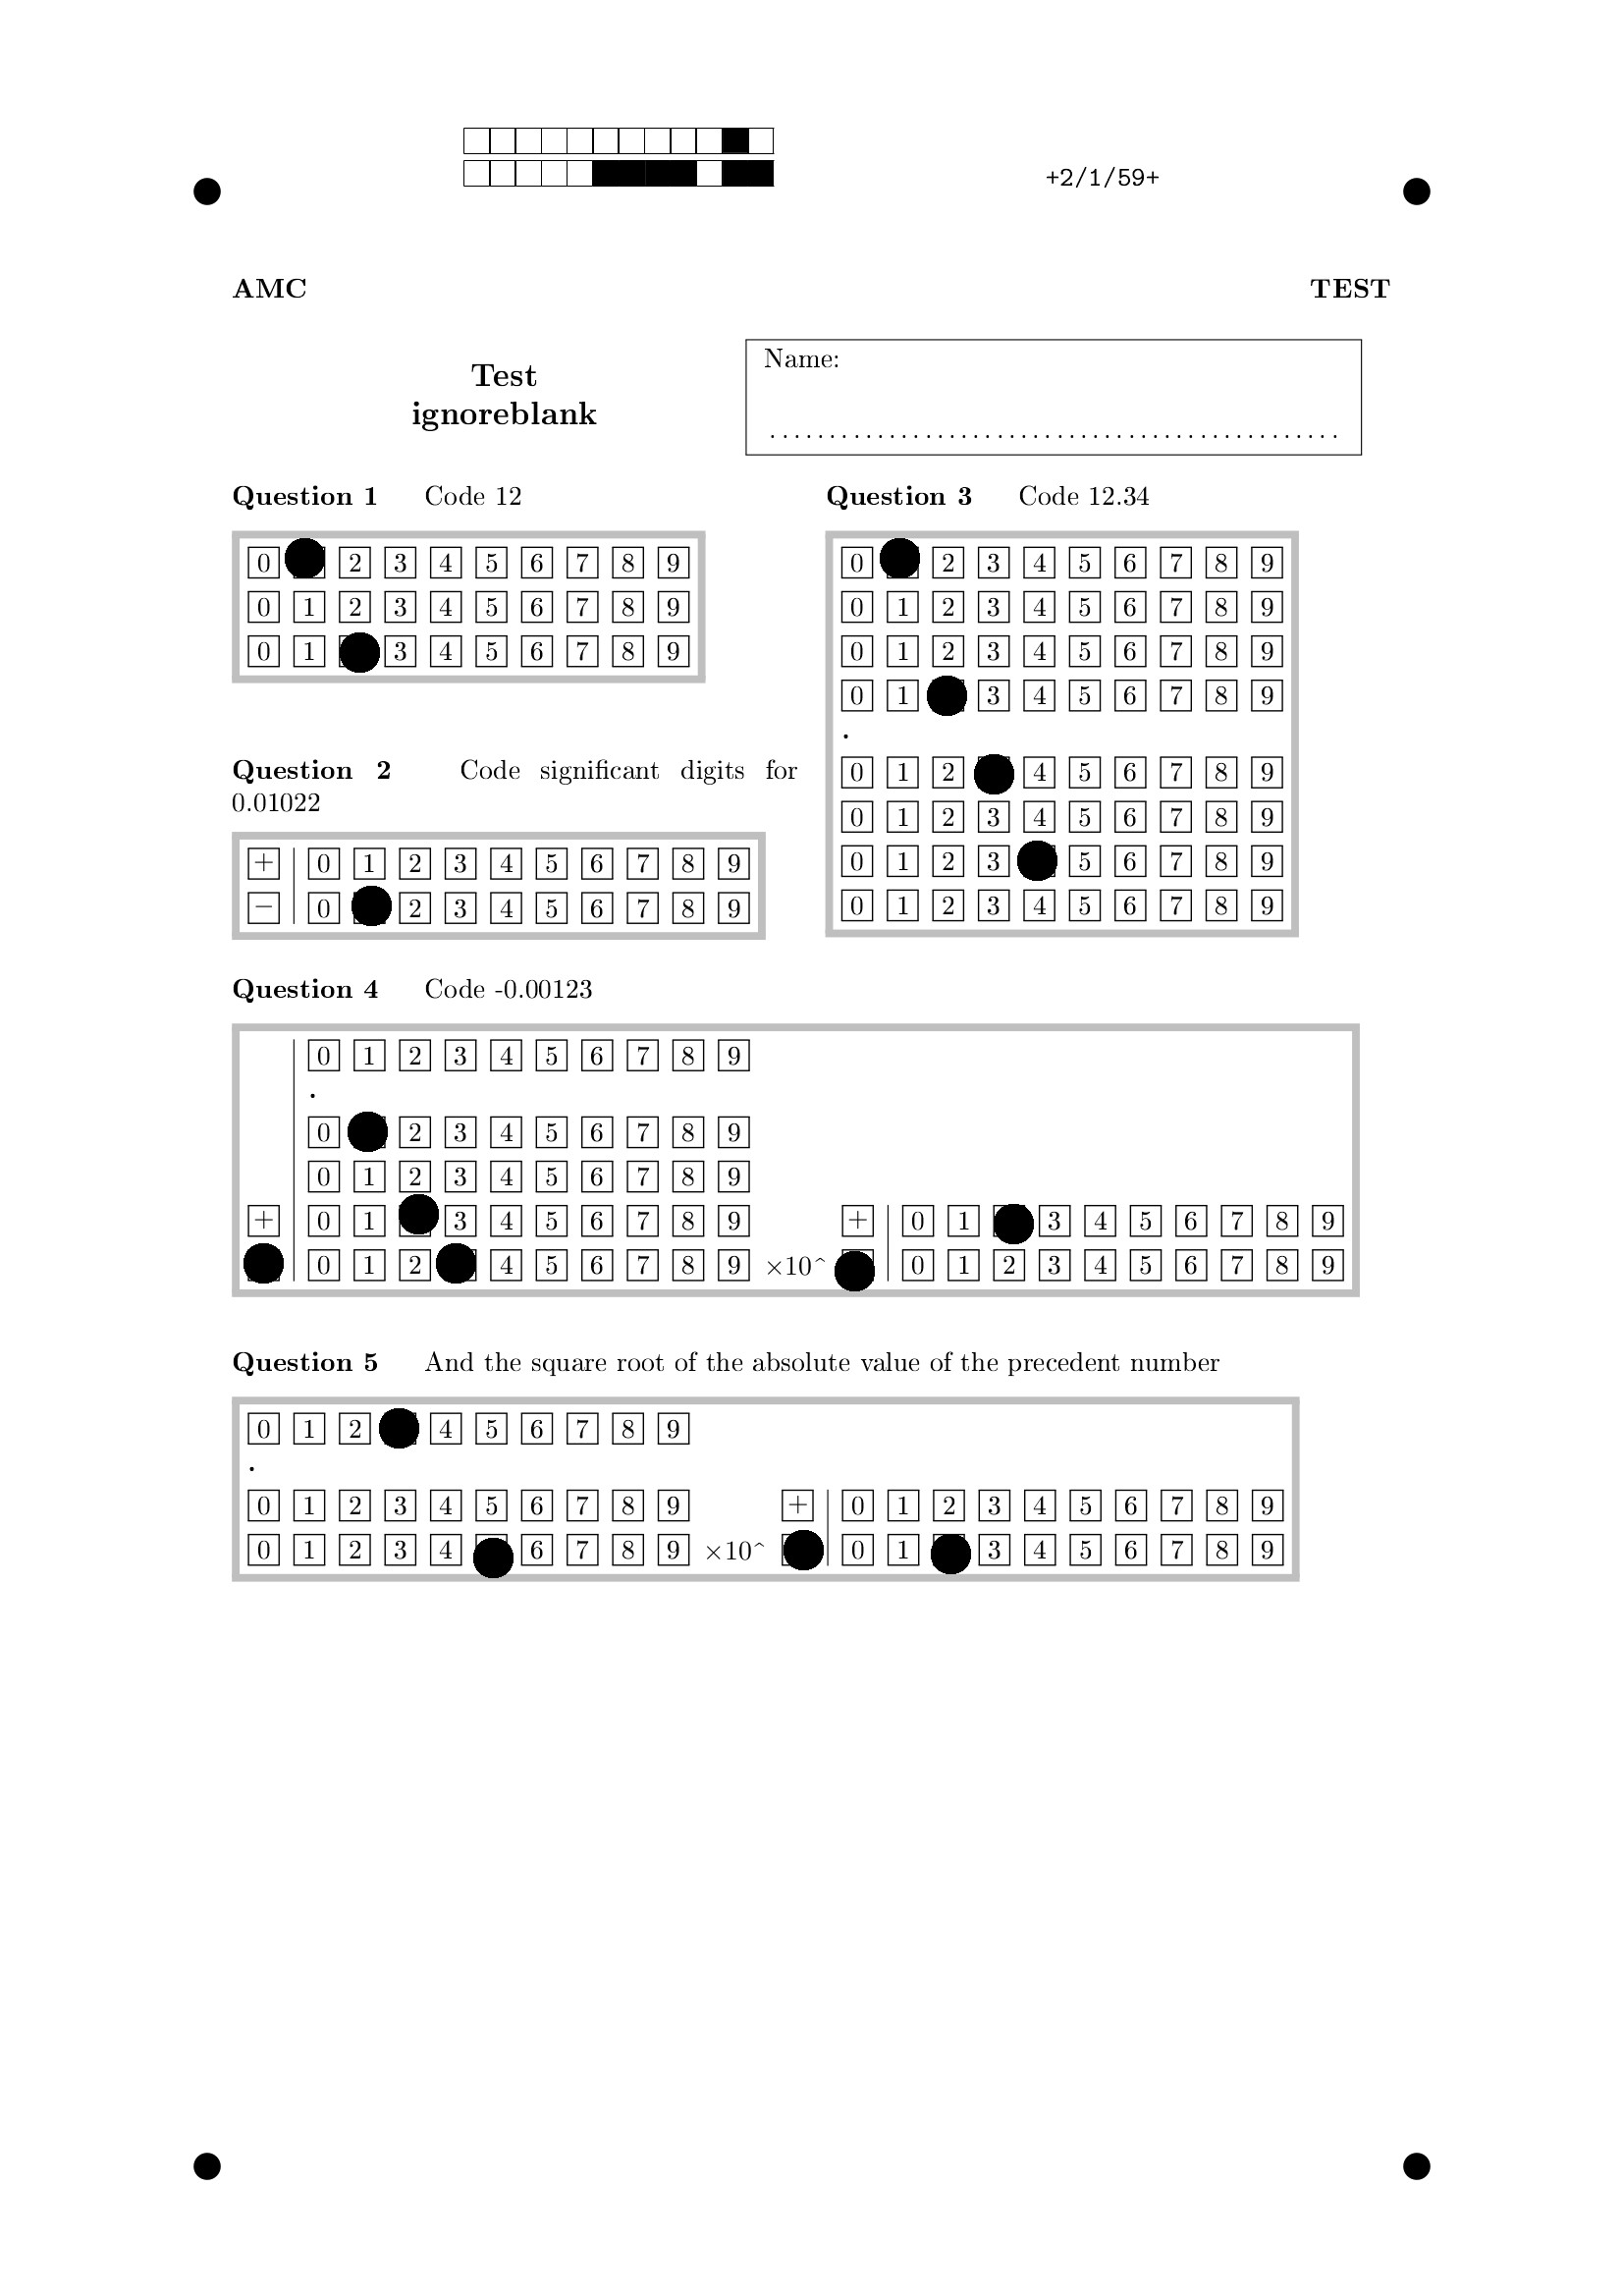 +2/1/59+
AMC TEST
Test
ignoreblank
Name:
..................................................
Question 1 Code 12
0 2 3 4 5 6 7 8 9
0 1 2 3 4 5 6 7 8 9
0 1 3 4 5 6 7 8 9
Question 2 Code significant digits for
0.01022
+ 0 1 2 3 4 5 6 7 8 9
− 0 2 3 4 5 6 7 8 9
Question 3 Code 12.34
0 2 3 4 5 6 7 8 9
0 1 2 3 4 5 6 7 8 9
0 1 2 3 4 5 6 7 8 9
0 1 3 4 5 6 7 8 9
.
0 1 2 4 5 6 7 8 9
0 1 2 3 4 5 6 7 8 9
0 1 2 3 5 6 7 8 9
0 1 2 3 4 5 6 7 8 9
Question 4 Code -0.00123
0 1 2 3 4 5 6 7 8 9
.
0 2 3 4 5 6 7 8 9
0 1 2 3 4 5 6 7 8 9
+ 0 1 3 4 5 6 7 8 9 + 0 1 3 4 5 6 7 8 9
0 1 2 4 5 6 7 8 9 ×10^ 0 1 2 3 4 5 6 7 8 9
Question 5 And the square root of the absolute value of the precedent number
0 1 2 4 5 6 7 8 9
.
0 1 2 3 4 5 6 7 8 9 + 0 1 2 3 4 5 6 7 8 9
0 1 2 3 4 6 7 8 9 ×10^ 0 1 3 4 5 6 7 8 9